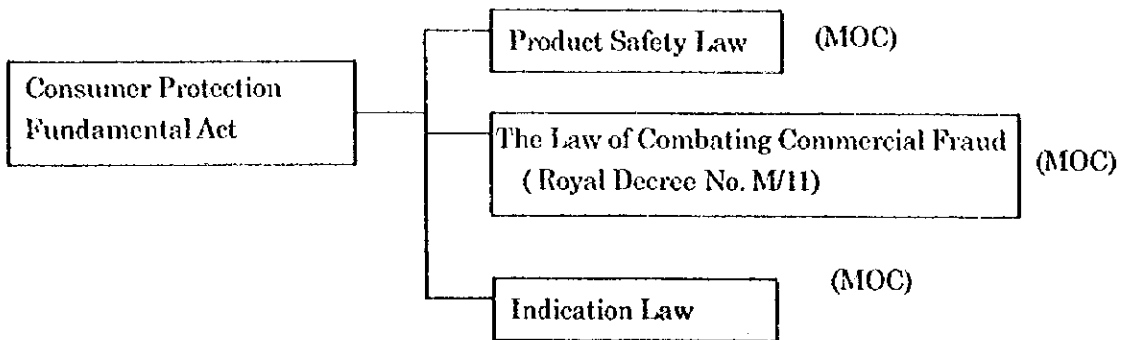 Product Safety Law (MOC)
Consumer Protection
Fundamental Act
The Law of Combating Commercial Fraud
( Royal Decree No. M/11)
(MOC)
(MOC)
Indication Law